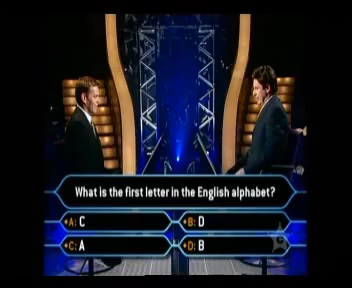 What is the first letter in the English alphabet?
A: C
B: D
C: A
D: B